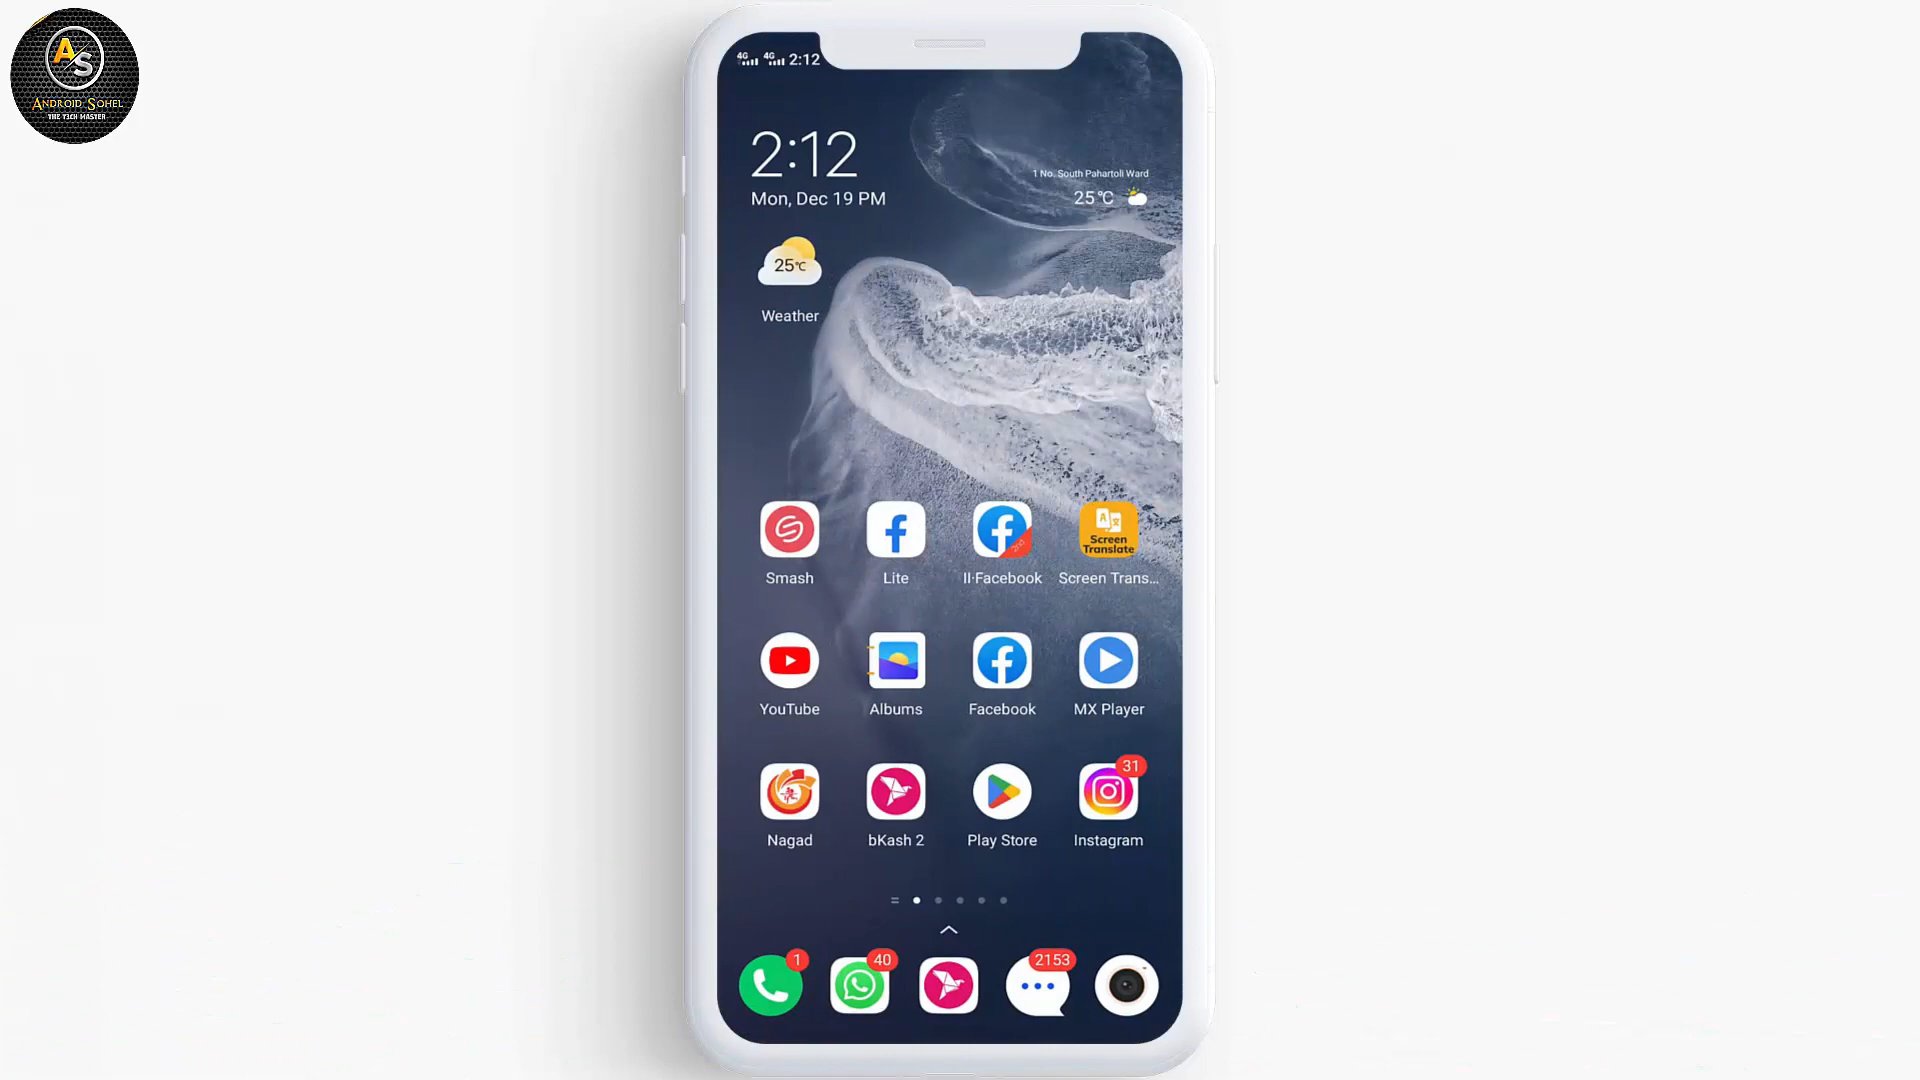 AS
ANDROID SOHEL
THE T3CH MASTER
4G 4G 2:12
2:12
Mon, Dec 19 PM
1 No. South Pahartoli Ward
25°C
25°C
Weather
Screen
Translate
Smash
Lite
II·Facebook
Screen Trans...
YouTube
Albums
Facebook
MX Player
31
Nagad
bKash 2
Play Store
Instagram
1
40
2153